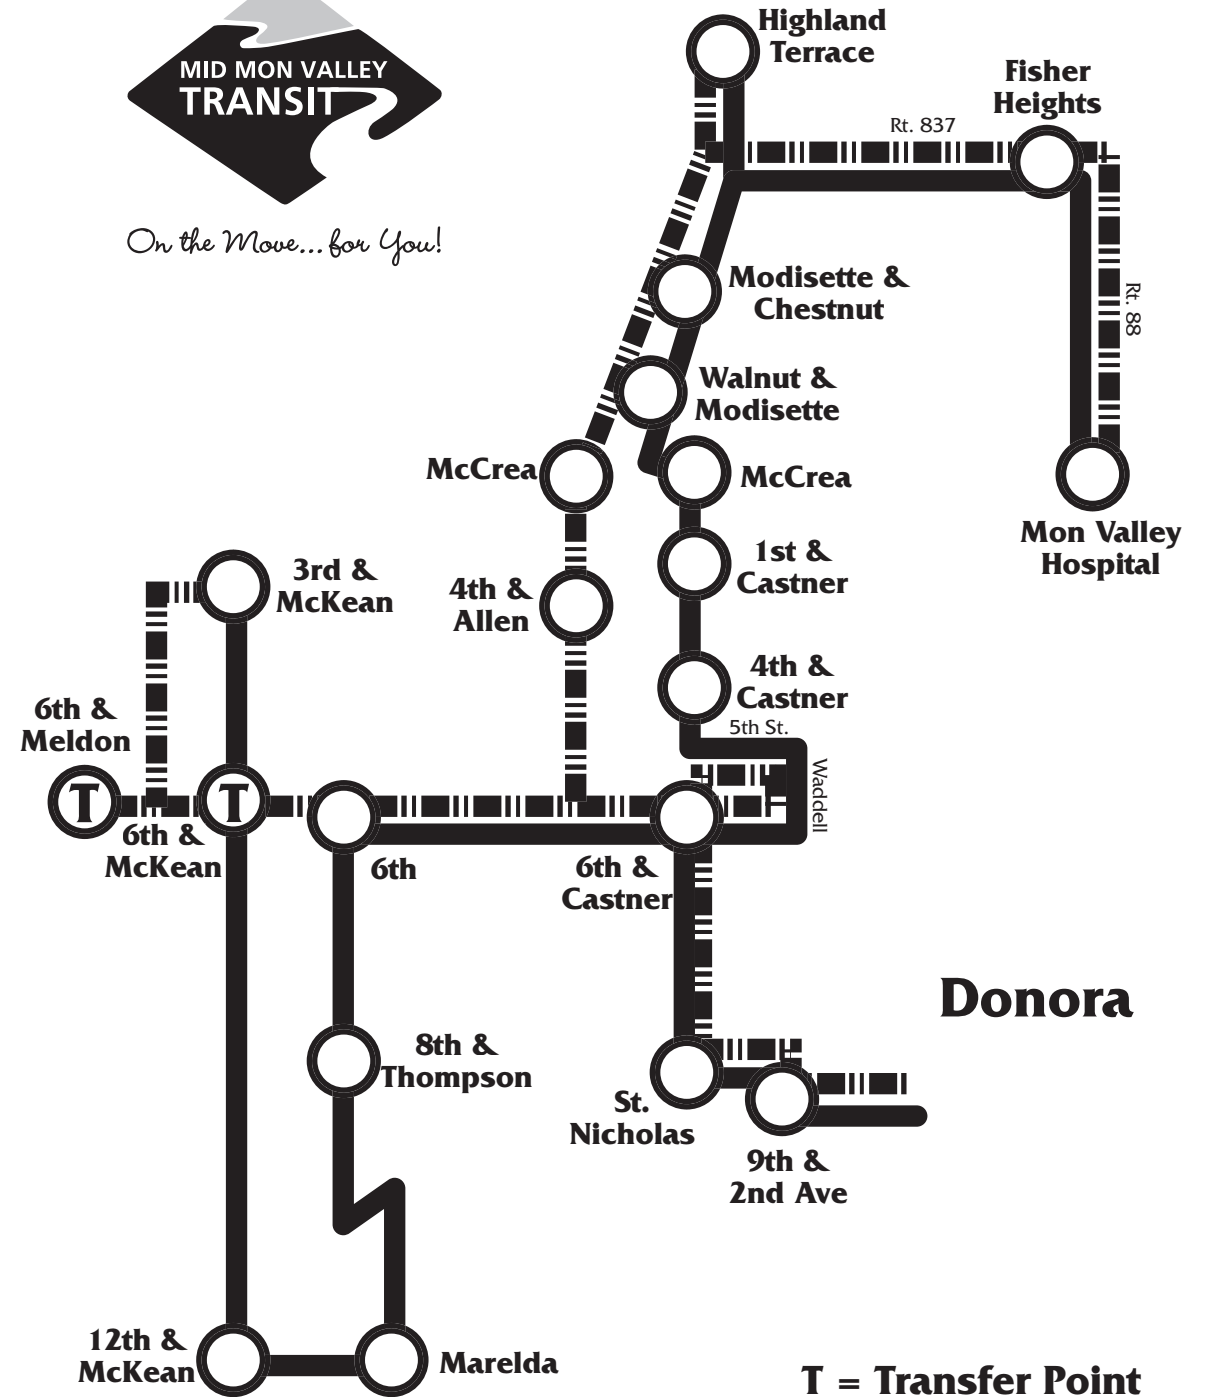 MID MON VALLEY
TRANSIT
On the Move... for You!
Highland
Terrace
Fisher
Heights
Rt. 837
Rt. 88
Modisette &
Chestnut
Walnut &
Modisette
McCrea
McCrea
Mon Valley
Hospital
1st &
Castner
3rd &
McKean
4th &
Allen
4th &
Castner
5th St.
Waddell
6th &
Meldon
T
T
6th &
McKean
6th
6th &
Castner
Donora
8th &
Thompson
St.
Nicholas
9th &
2nd Ave
12th &
McKean
Marelda
T = Transfer Point